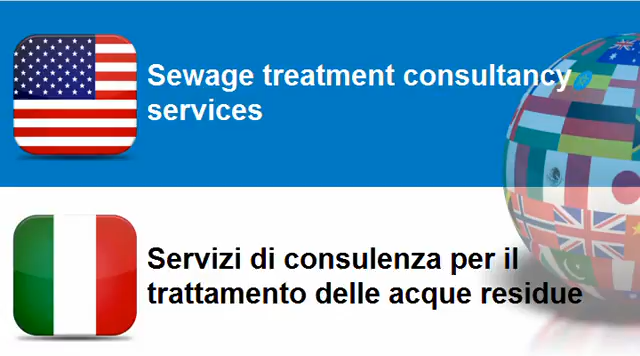 Sewage treatment consultancy
services
Servizi di consulenza per il
trattamento delle acque residue